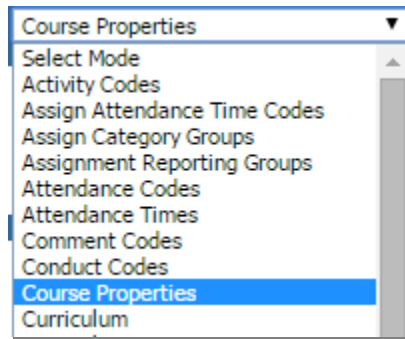 Course Properties
Select Mode
Activity Codes
Assign Attendance Time Codes
Assign Category Groups
Assignment Reporting Groups
Attendance Codes
Attendance Times
Comment Codes
Conduct Codes
Course Properties
Curriculum